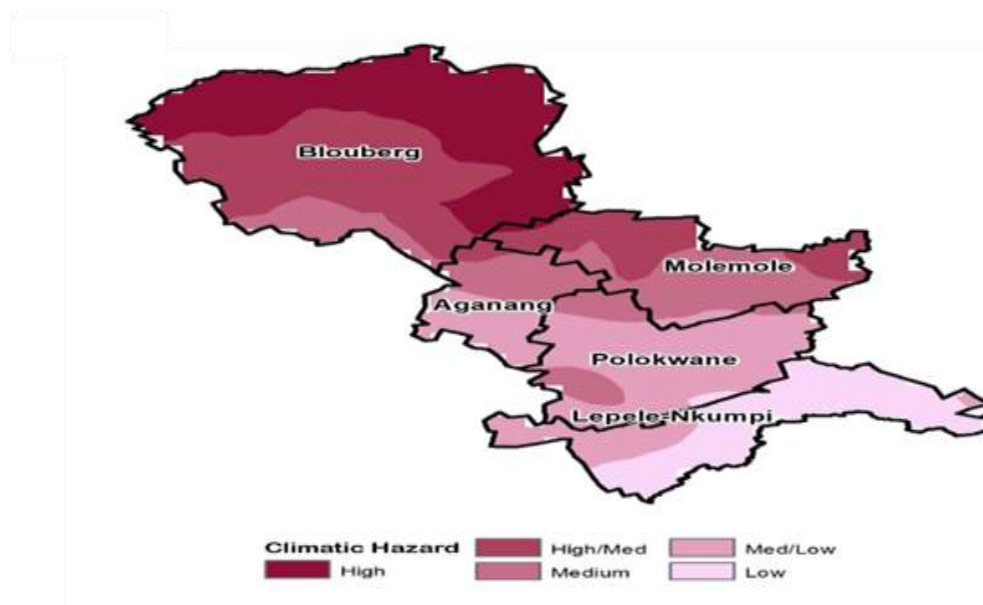 Blouberg
Molemole
Aganang
Polokwane
Lepele-Nkumpi
Climatic Hazard
High
High/Med
Medium
Med/Low
Low